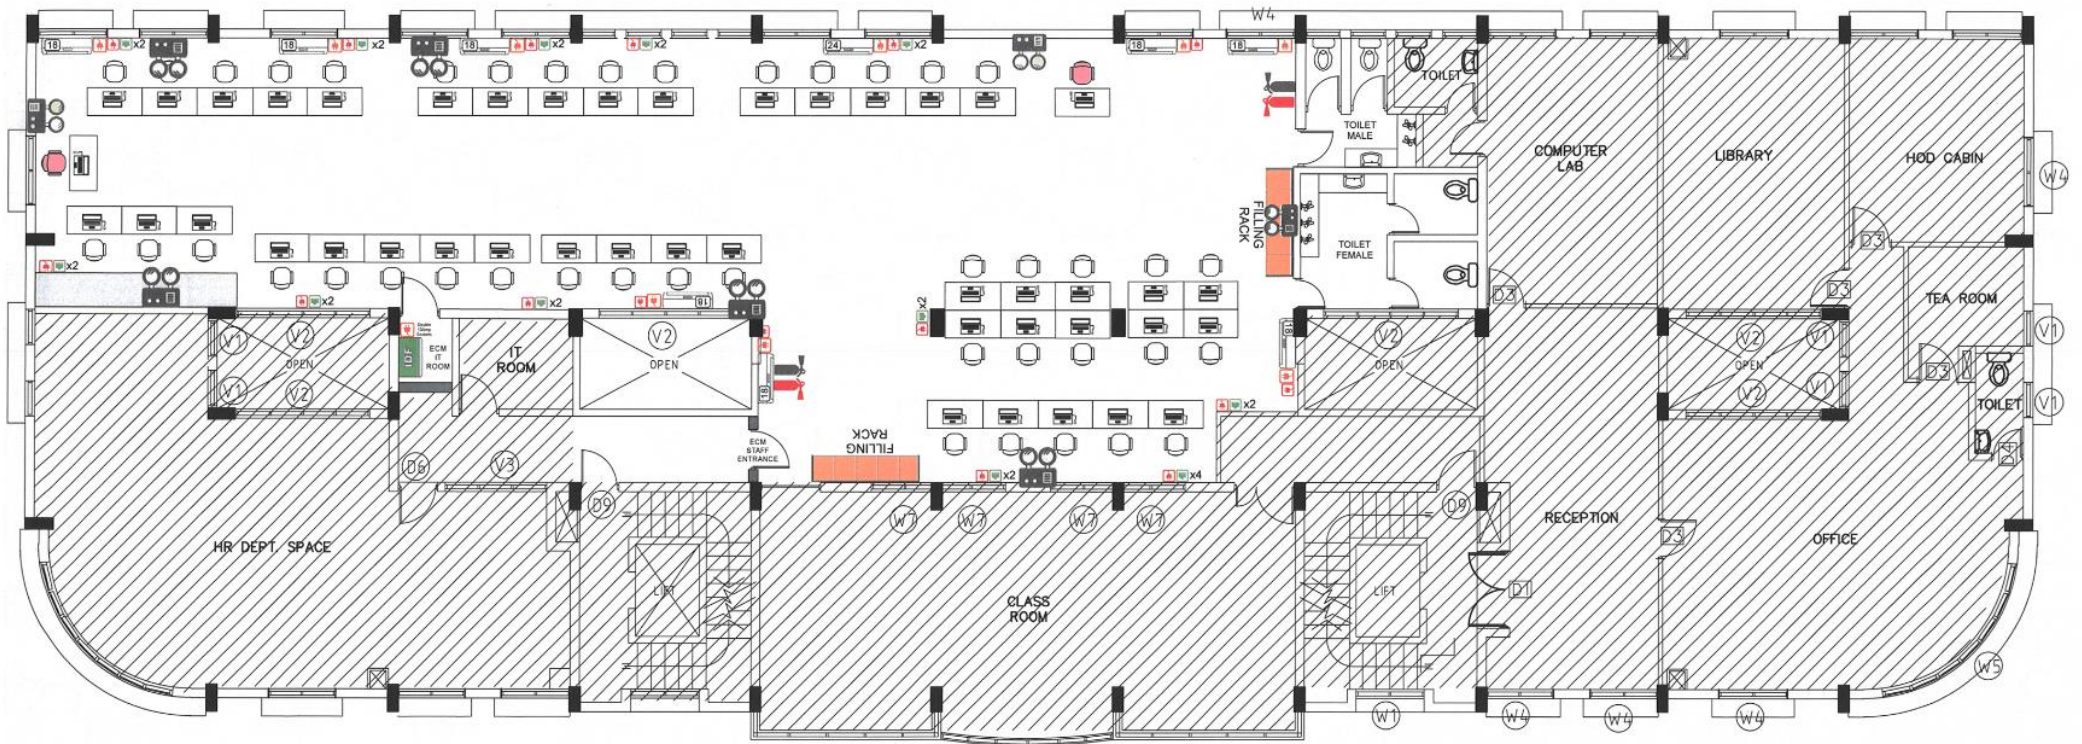 W4
18
x2
18
x2
18
x2
x2
24
x2
18
18
TOILET
TOILET
MALE
COMPUTER
LAB
LIBRARY
HOD CABIN
W4
FILLING
RACK
TOILET
FEMALE
D3
x2
x2
x2
18
x2
D3
D3
TEA ROOM
V1
V2
OPEN
V1
V2
IDF
ECM
IT
ROOM
IT
ROOM
V2
OPEN
18
18
V2
OPEN
V2
V1
OPEN
V2
V1
D3
V1
V1
TOILET
D4
x2
ECM
STAFF
ENTRANCE
FILLING
RACK
D6
V3
x2
x4
D9
W7
W7
W7
W7
D9
RECEPTION
D3
OFFICE
HR DEPT. SPACE
LIFT
CLASS
ROOM
LIFT
D1
W5
W1
W4
W4
W4